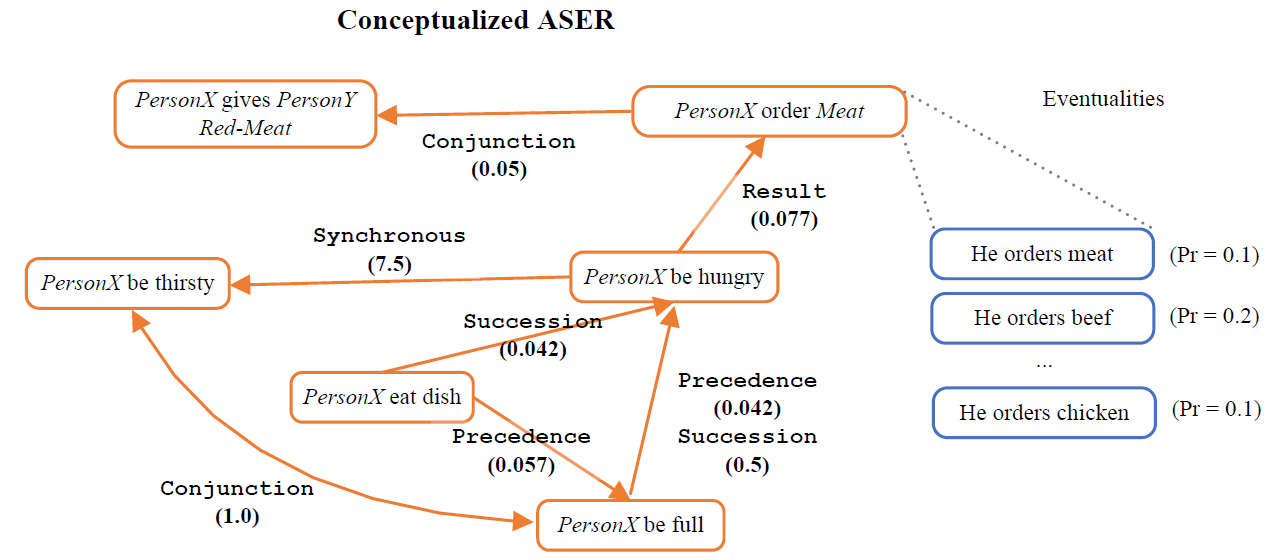 Conceptualized ASER
PersonX gives PersonY
Red-Meat
PersonX order Meat
Eventualities
Conjunction
(0.05)
Result
(0.077)
Synchronous
(7.5)
PersonX be thirsty
PersonX be hungry
He orders meat
(Pr = 0.1)
He orders beef
(Pr = 0.2)
...
He orders chicken
(Pr = 0.1)
Succession
(0.042)
PersonX eat dish
Precedence
(0.042)
Succession
(0.5)
Precedence
(0.057)
Conjunction
(1.0)
PersonX be full